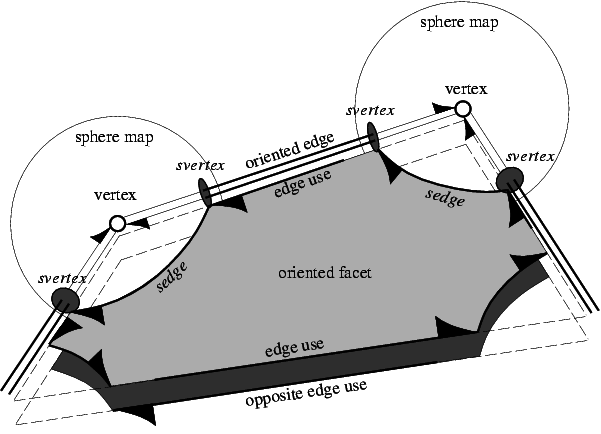 sphere map
vertex
svertex
sphere map
oriented edge
svertex
svertex
edge use
vertex
sedge
svertex
sedge
oriented facet
edge use
opposite edge use